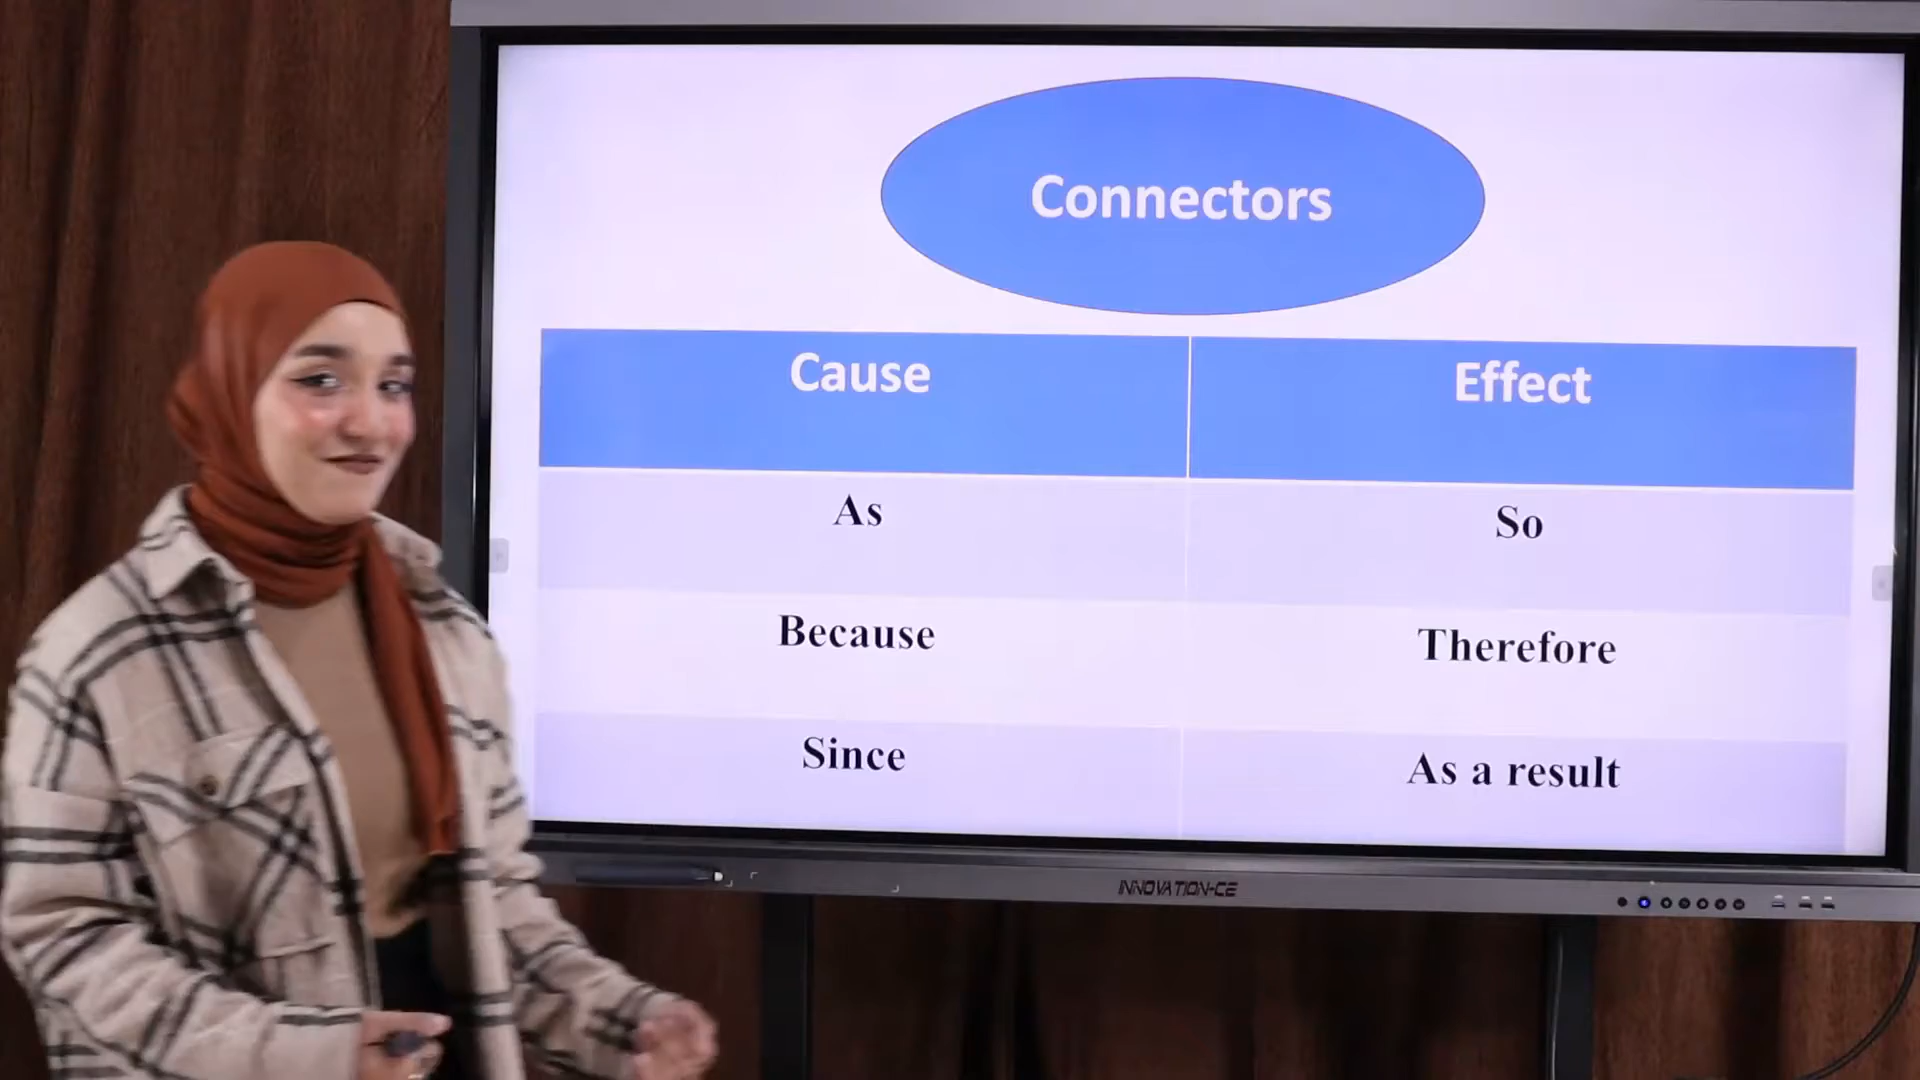 Connectors
Cause Effect
As So
Because Therefore
Since As a result
INNOVATION-CE